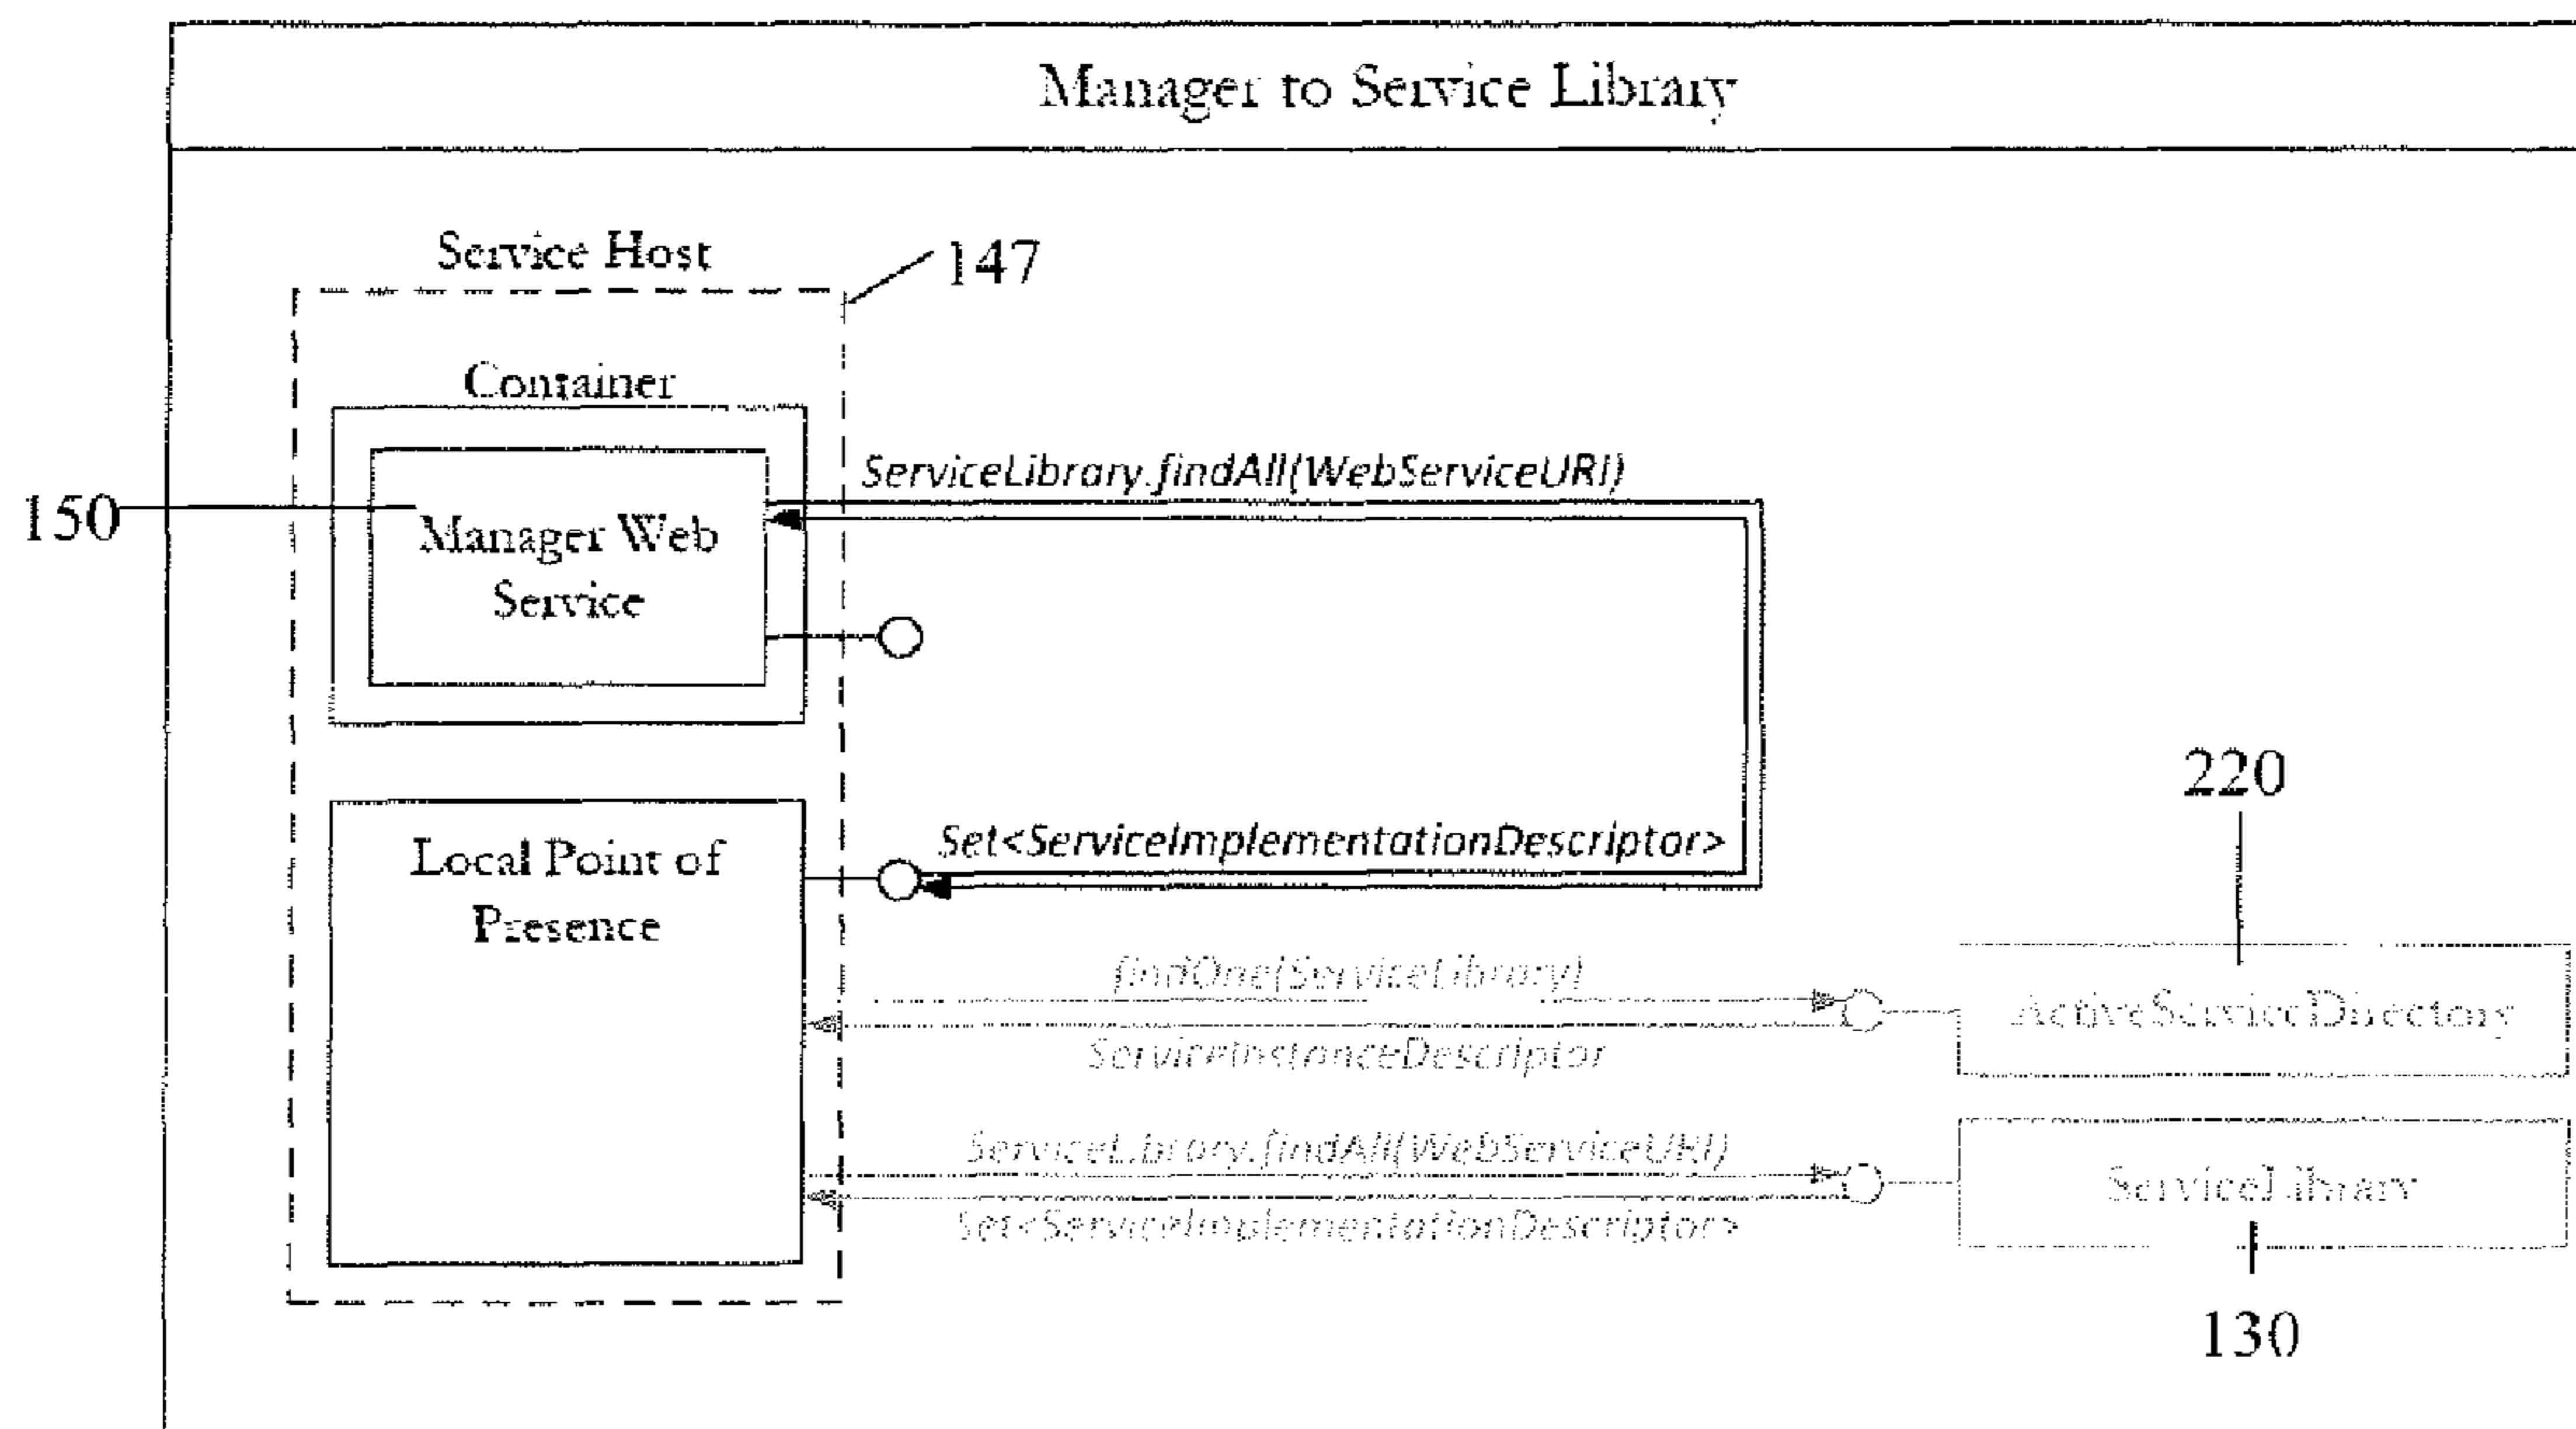 Manager to Service Library
Service Host
147
Container
ServiceLibrary.findAll(WebServiceURI)
150
Manager Web
Service
220
Set<ServiceImplementationDescriptor>
Local Point of
Presence
findOne(ServiceLibrary)
ActiveServiceDirectory
ServiceInstanceDescriptor
ServiceLibrary.findAll(WebServiceURI)
ServiceLibrary
Set<ServiceImplementationDescriptor>
130